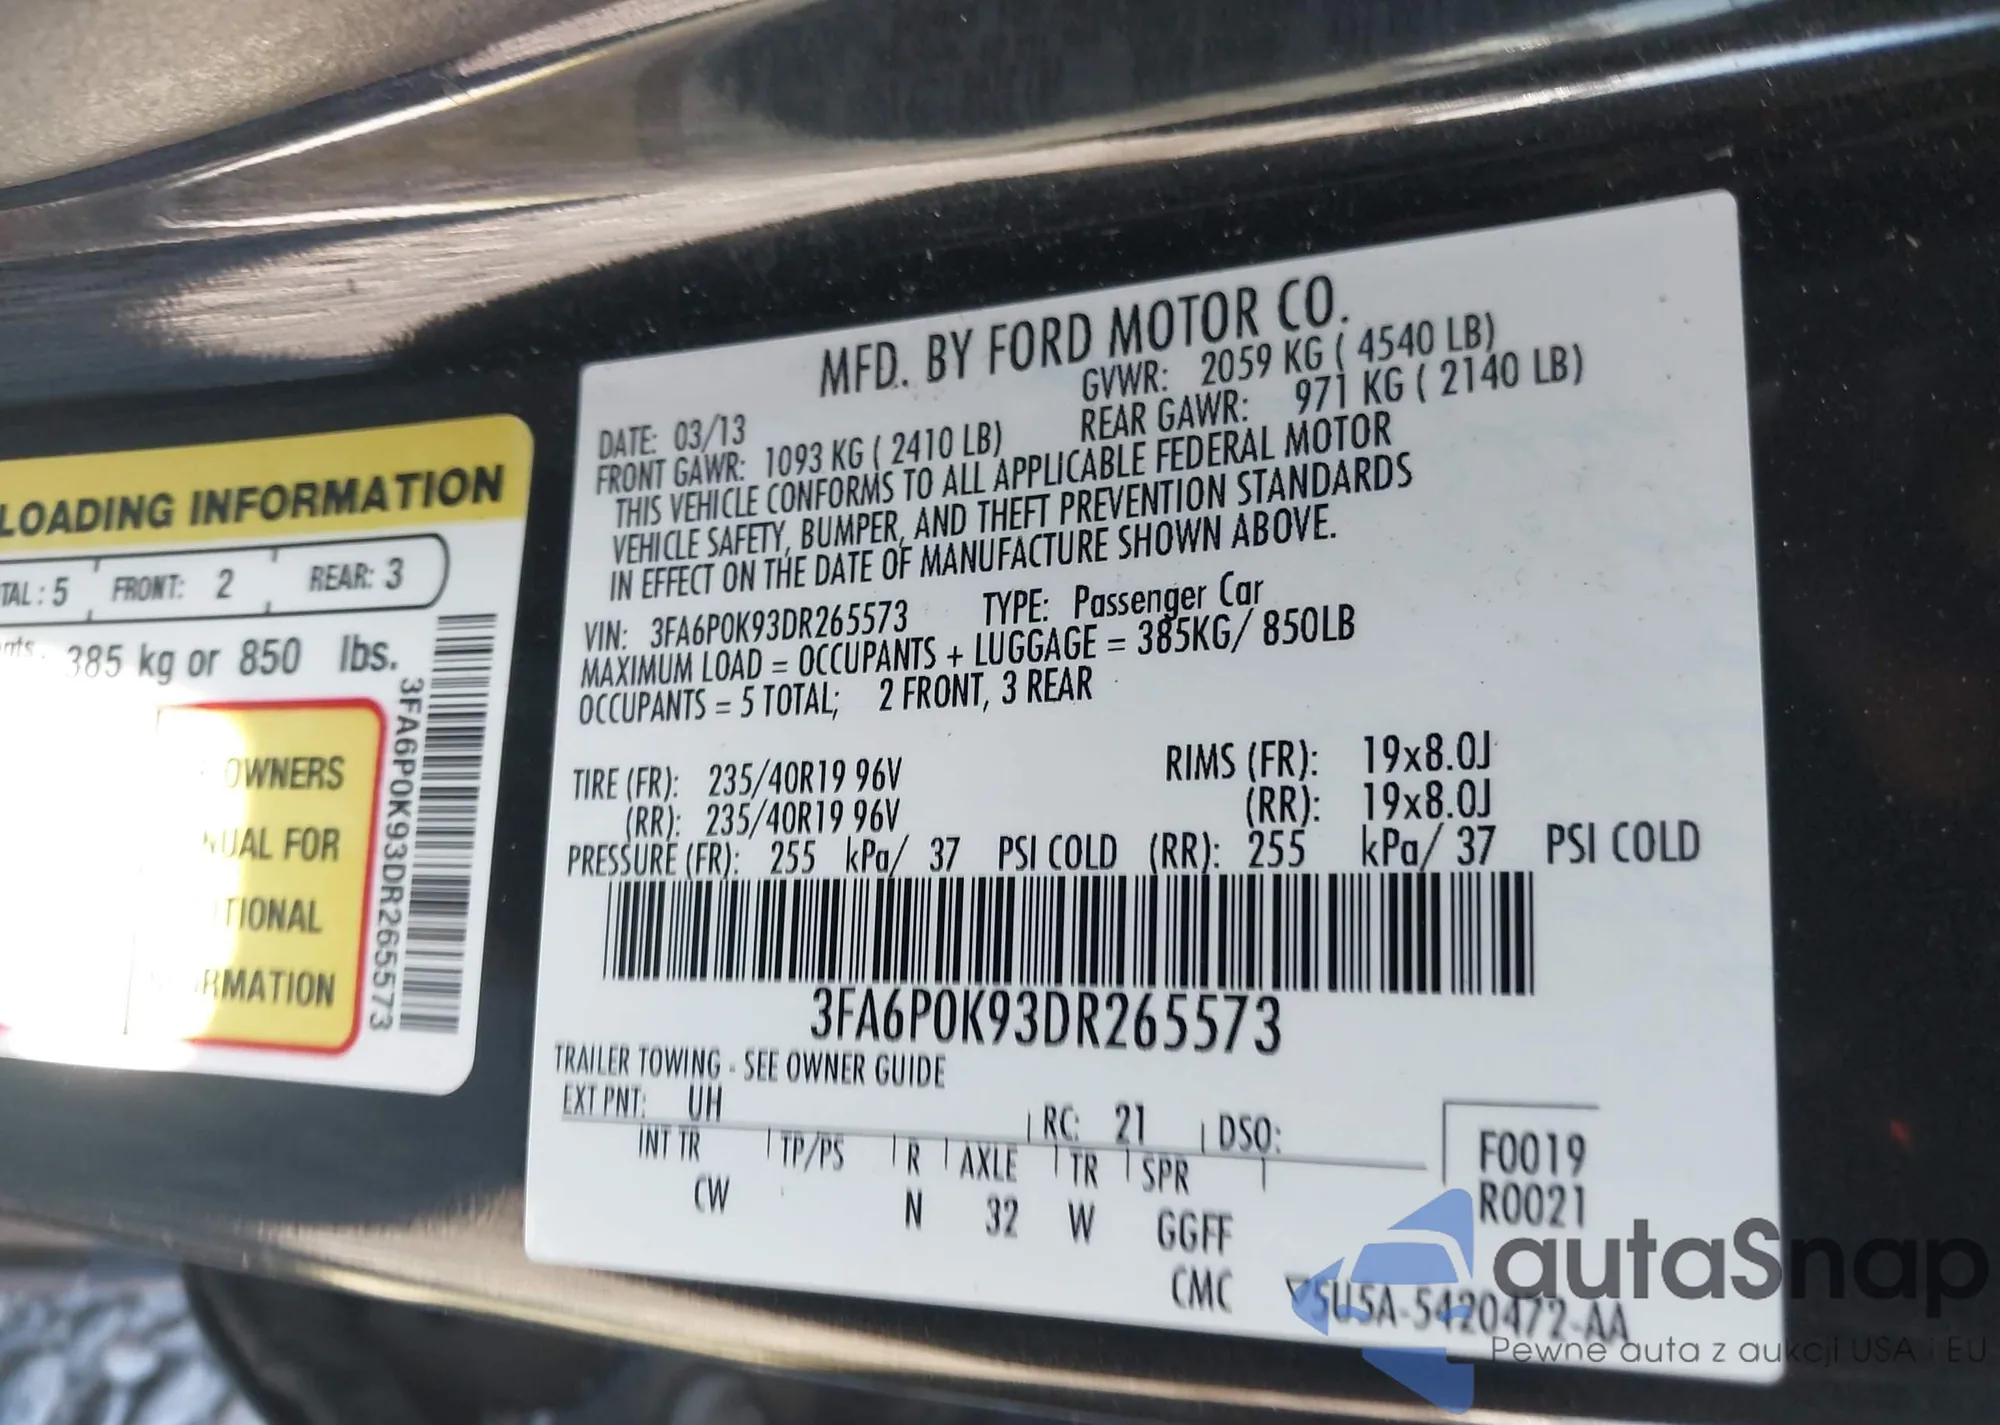 LOADING INFORMATION
TAL : 5 FRONT: 2 REAR: 3
385 kg or 850 lbs.
OWNERS
FOR
3FA6P0K93DR265573
MFD. BY FORD MOTOR CO.
DATE: 03/13 GVWR: 2059 KG ( 4540 LB)
FRONT GAWR: 1093 KG ( 2410 LB) REAR GAWR: 971 KG ( 2140 LB)
THIS VEHICLE CONFORMS TO ALL APPLICABLE FEDERAL MOTOR
VEHICLE SAFETY, BUMPER, AND THEFT PREVENTION STANDARDS
IN EFFECT ON THE DATE OF MANUFACTURE SHOWN ABOVE.
VIN: 3FA6P0K93DR265573 TYPE: Passenger Car
MAXIMUM LOAD = OCCUPANTS + LUGGAGE = 385KG/ 850LB
OCCUPANTS = 5 TOTAL; 2 FRONT, 3 REAR
TIRE (FR): 235/40R19 96V RIMS (FR): 19x8.0J
(RR): 235/40R19 96V (RR): 19x8.0J
PRESSURE (FR): 255 kPa/ 37 PSI COLD (RR): 255 kPa/ 37 PSI COLD
3FA6P0K93DR265573
TRAILER TOWING - SEE OWNER GUIDE
EXT PNT: UH RC: 21 DSO:
INT TR TP/PS R AXLE TR SPR
CW N 32 W GGFF
CMC
F0019
R0021
5U5A-5420472-AA
autaSnap
Pewne auta z aukcji USA i EU